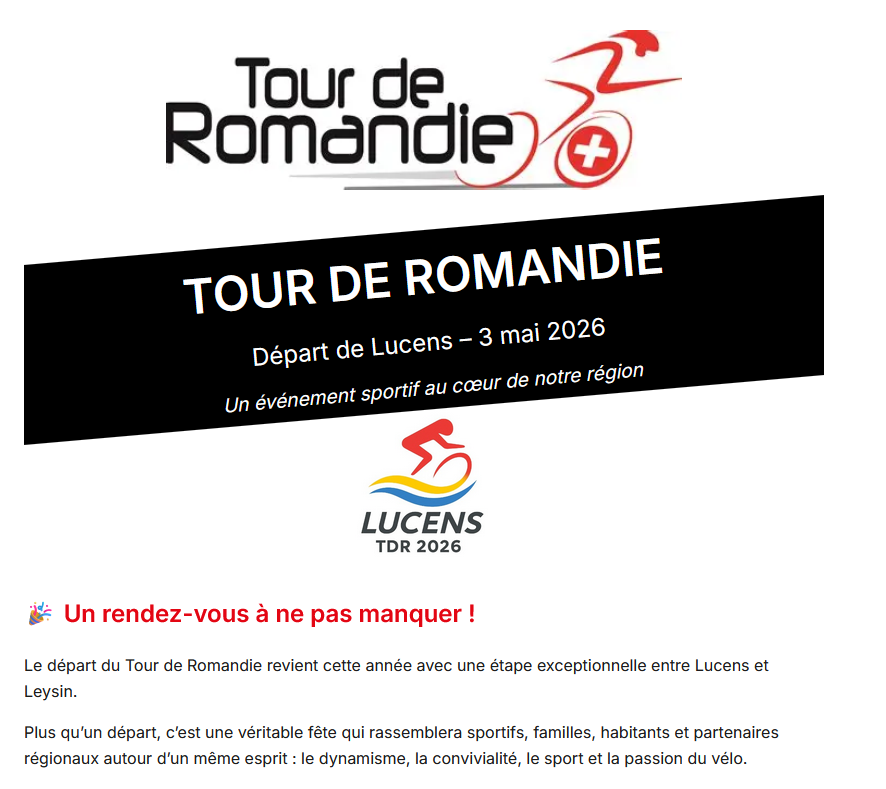 Tour de
Romandie
TOUR DE ROMANDIE
Départ de Lucens – 3 mai 2026
Un événement sportif au cœur de notre région
LUCENS
TDR 2026
🎉 Un rendez-vous à ne pas manquer !
Le départ du Tour de Romandie revient cette année avec une étape exceptionnelle entre Lucens et
Leysin.
Plus qu’un départ, c’est une véritable fête qui rassemblera sportifs, familles, habitants et partenaires
régionaux autour d’un même esprit : le dynamisme, la convivialité, le sport et la passion du vélo.